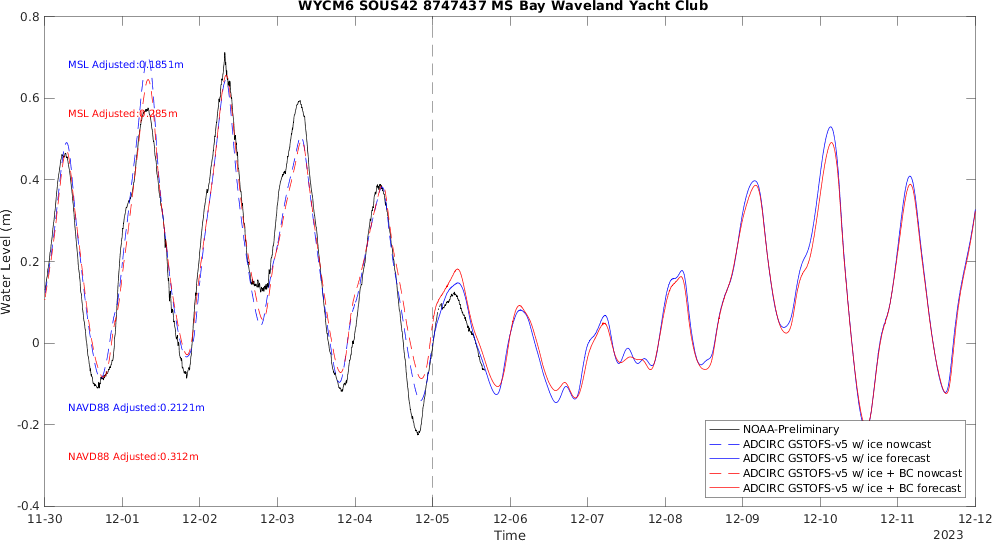 WYCM6 SOUS42 8747437 MS Bay Waveland Yacht Club
0.8
0.6
0.4
0.2
0
-0.2
-0.4
Water Level (m)
MSL Adjusted:0.1851m
MSL Adjusted:0.285m
NAVD88 Adjusted:0.2121m
NAVD88 Adjusted:0.312m
NOAA-Preliminary
ADCIRC GSTOFS-v5 w/ ice nowcast
ADCIRC GSTOFS-v5 w/ ice forecast
ADCIRC GSTOFS-v5 w/ ice + BC nowcast
ADCIRC GSTOFS-v5 w/ ice + BC forecast
11-30 12-01 12-02 12-03 12-04 12-05 12-06 12-07 12-08 12-09 12-10 12-11 12-12
Time
2023